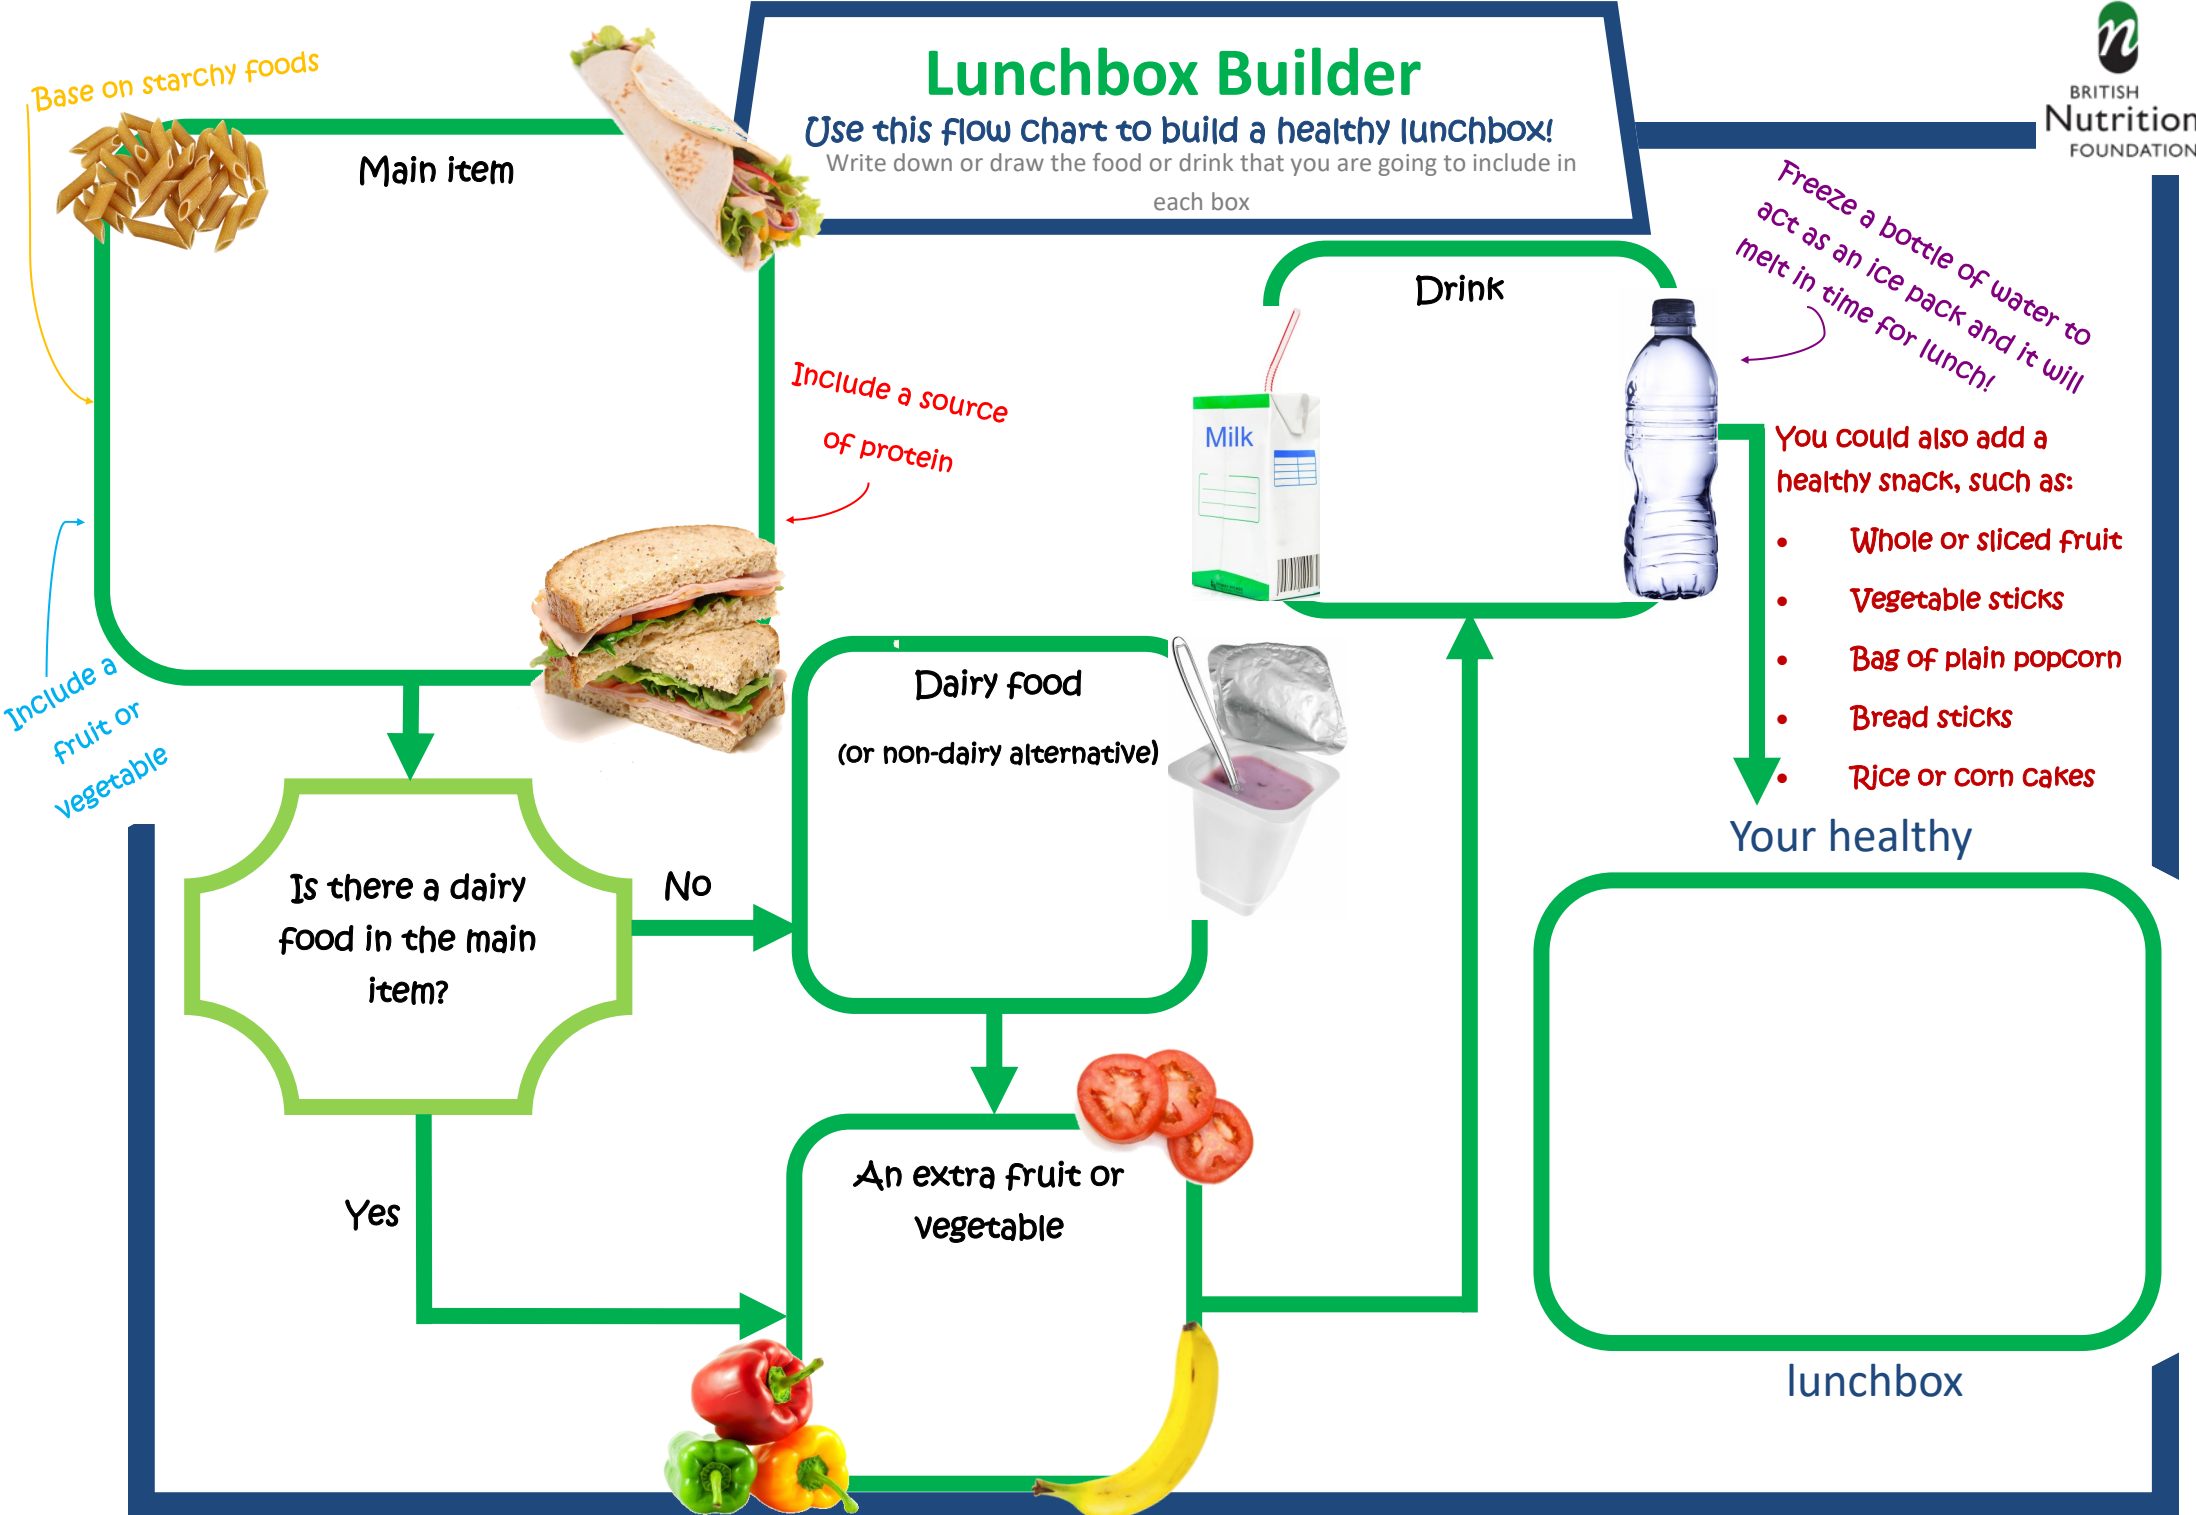 Lunchbox Builder
Use this flow chart to build a healthy lunchbox!
Write down or draw the food or drink that you are going to include in
each box
BRITISH
Nutrition
FOUNDATION
Base on starchy foods
Main item
Include a source
of protein
Include a
fruit or
vegetable
Is there a dairy
food in the main
item?
No
Yes
Dairy food
(or non-dairy alternative)
An extra fruit or
vegetable
Drink
Milk
Freeze a bottle of water to
act as an ice pack and it will
melt in time for lunch!
You could also add a
healthy snack, such as:
• Whole or sliced fruit
• Vegetable sticks
• Bag of plain popcorn
• Bread sticks
• Rice or corn cakes
Your healthy
lunchbox